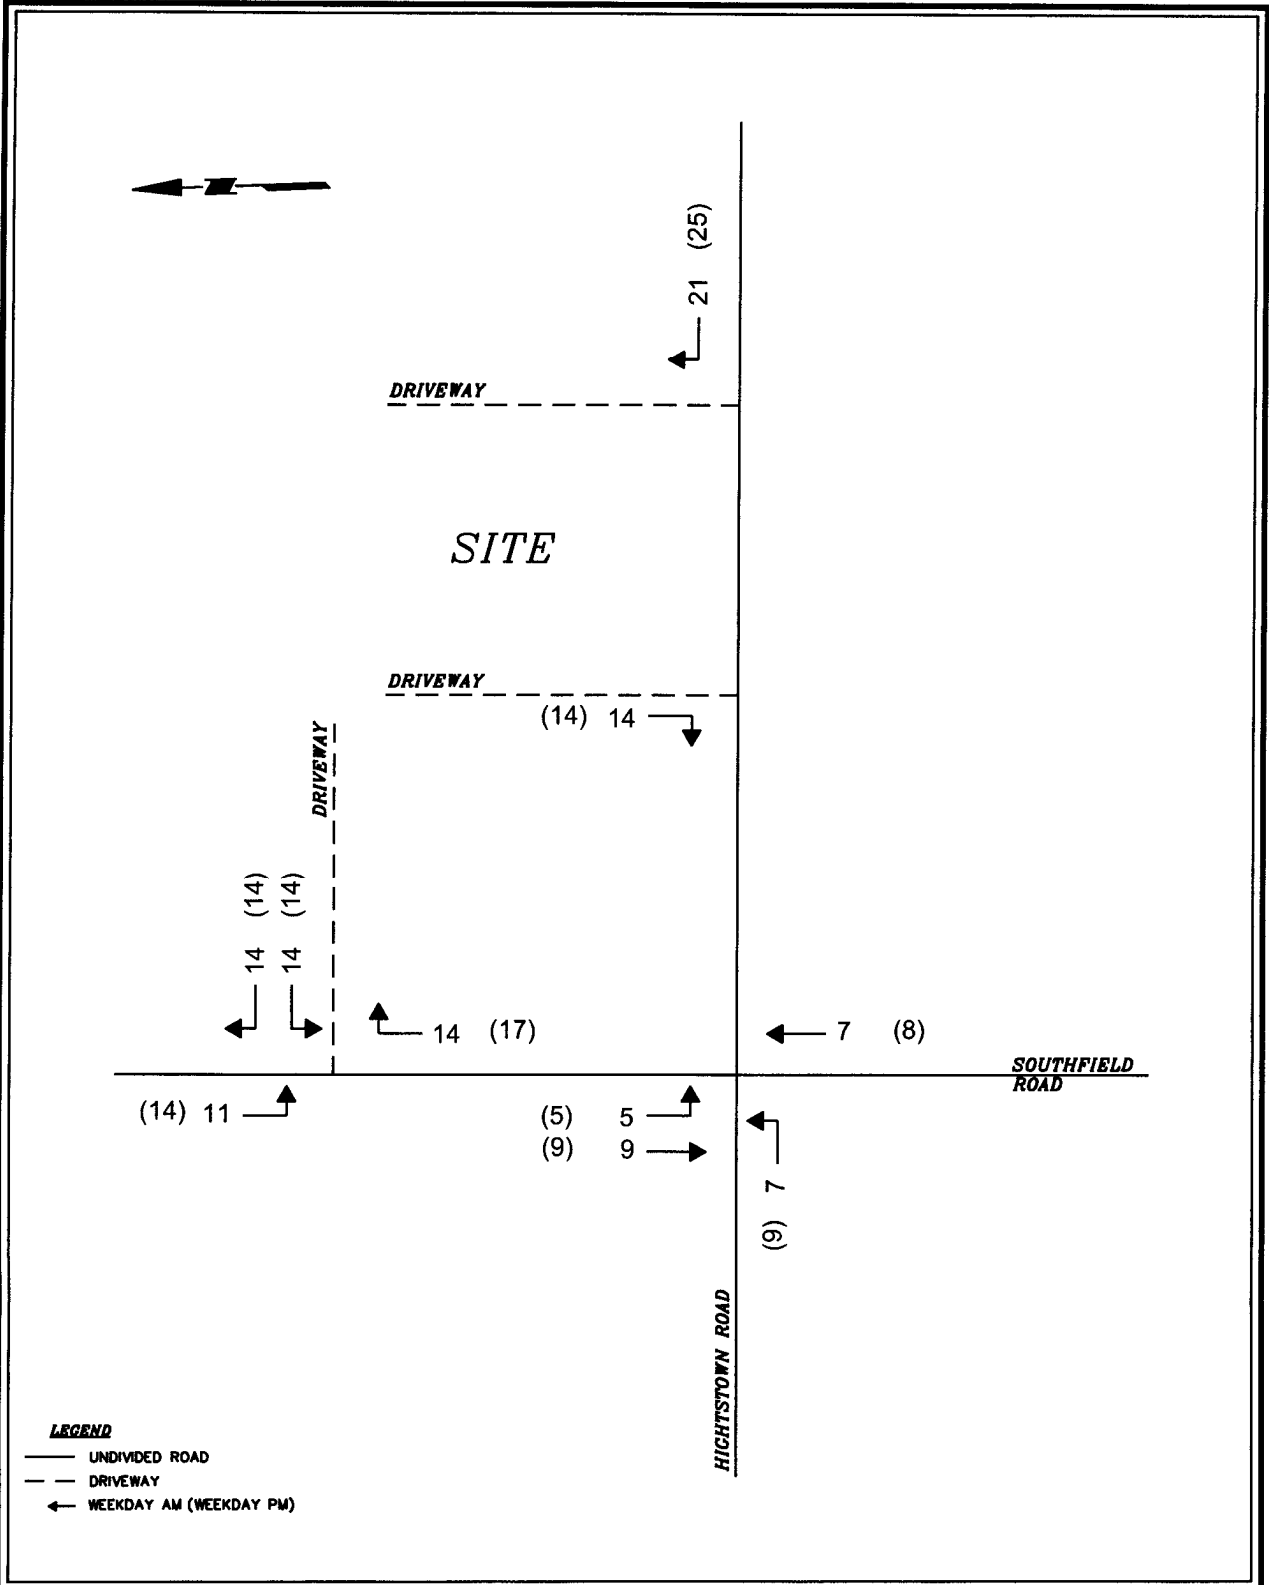 N
21 (25)
DRIVEWAY
SITE
DRIVEWAY
(14) 14
DRIVEWAY
14 (14)
14 (14)
14 (17)
7 (8)
SOUTHFIELD
ROAD
(14) 11
(5) 5
(9) 9
(9) 7
HIGHTSTOWN ROAD
LEGEND
UNDIVIDED ROAD
DRIVEWAY
WEEKDAY AM (WEEKDAY PM)